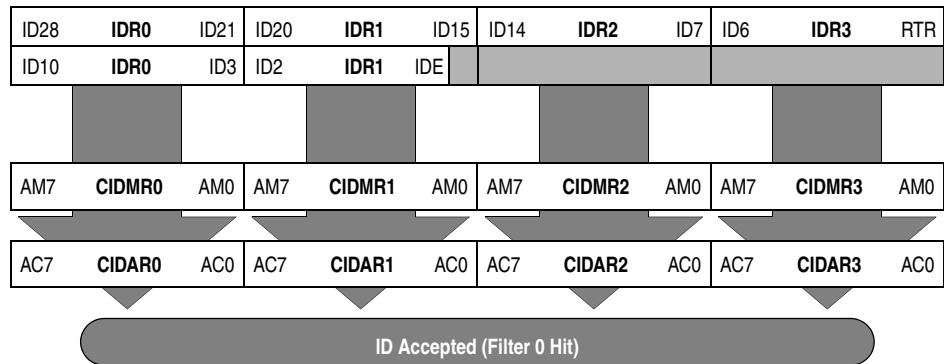 ID28 IDR0 ID21 ID20 IDR1 ID15 ID14 IDR2 ID7 ID6 IDR3 RTR
ID10 IDR0 ID3 ID2 IDR1 IDE
AM7 CIDMR0 AM0 AM7 CIDMR1 AM0 AM7 CIDMR2 AM0 AM7 CIDMR3 AM0
AC7 CIDAR0 AC0 AC7 CIDAR1 AC0 AC7 CIDAR2 AC0 AC7 CIDAR3 AC0
ID Accepted (Filter 0 Hit)